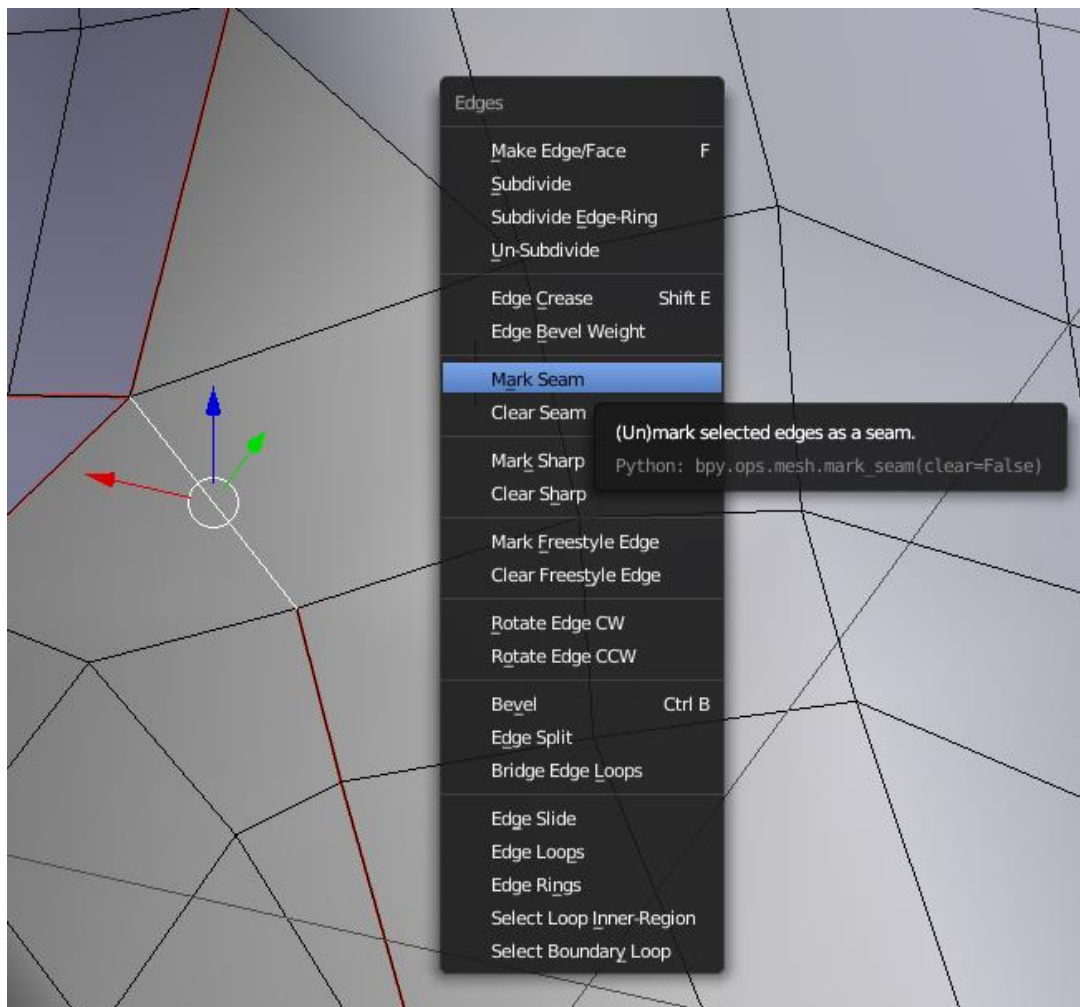 Edges
Make Edge/Face F
Subdivide
Subdivide Edge-Ring
Un-Subdivide
Edge Crease Shift E
Edge Bevel Weight
Mark Seam
Clear Seam
(Un)mark selected edges as a seam.
Python: bpy.ops.mesh.mark_seam(clear=False)
Mark Sharp
Clear Sharp
Mark Freestyle Edge
Clear Freestyle Edge
Rotate Edge CW
Rotate Edge CCW
Bevel Ctrl B
Edge Split
Bridge Edge Loops
Edge Slide
Edge Loops
Edge Rings
Select Loop Inner-Region
Select Boundary Loop